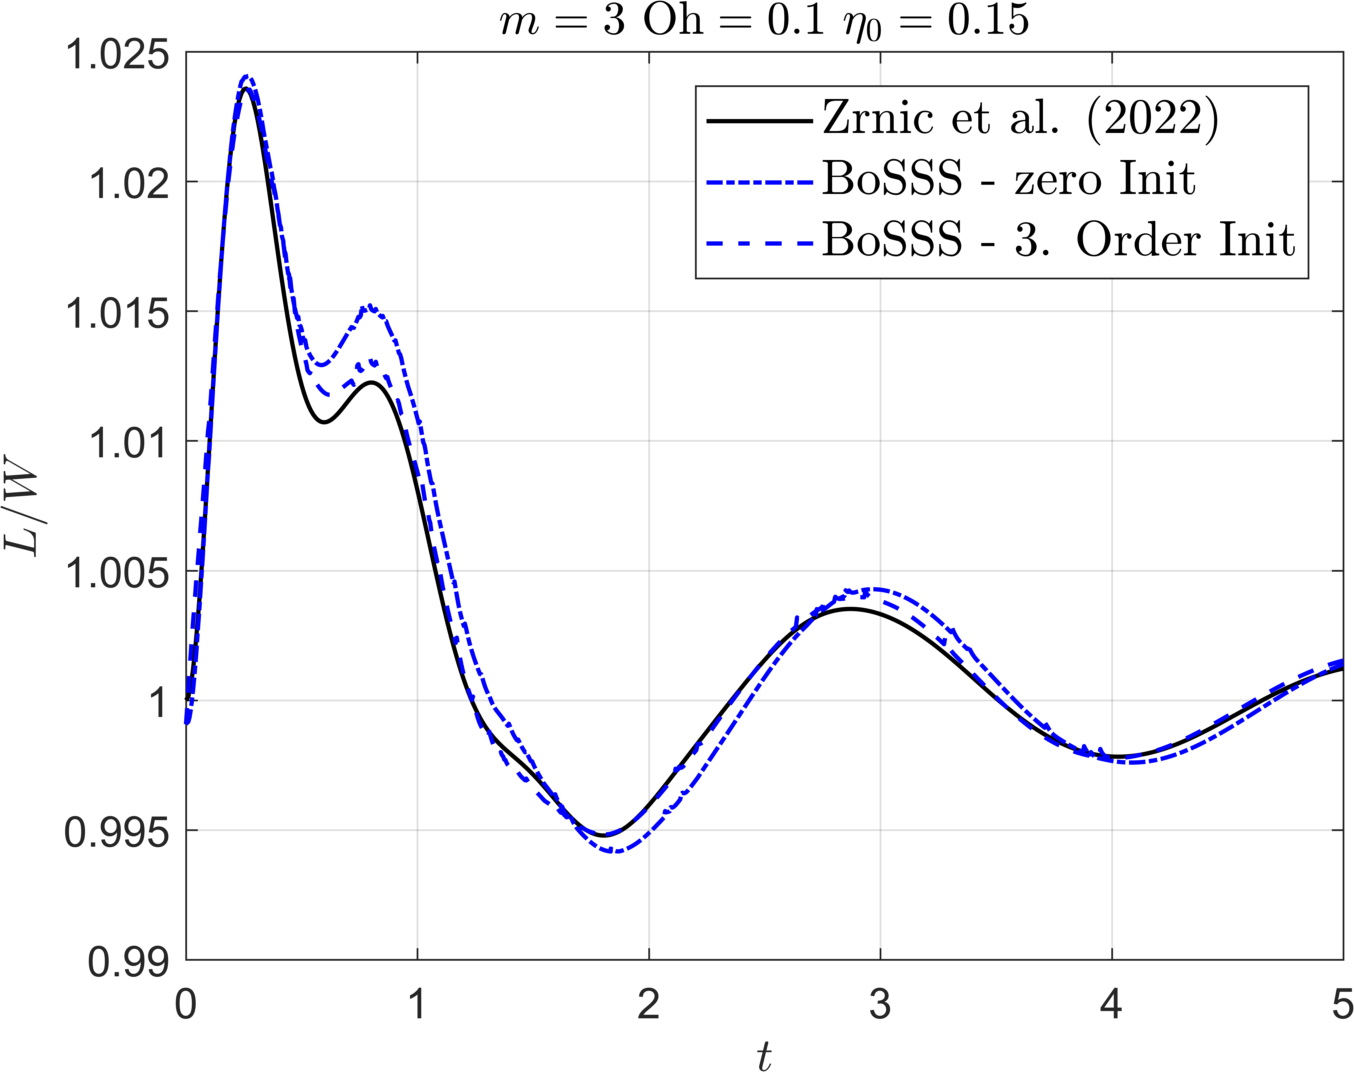 m = 3 Oh = 0.1 η₀ = 0.15
1.025
1.02
1.015
1.01
1.005
1
0.995
0.99
L/W
Zrnic et al. (2022)
BoSSS - zero Init
BoSSS - 3. Order Init
0 1 2 3 4 5
t